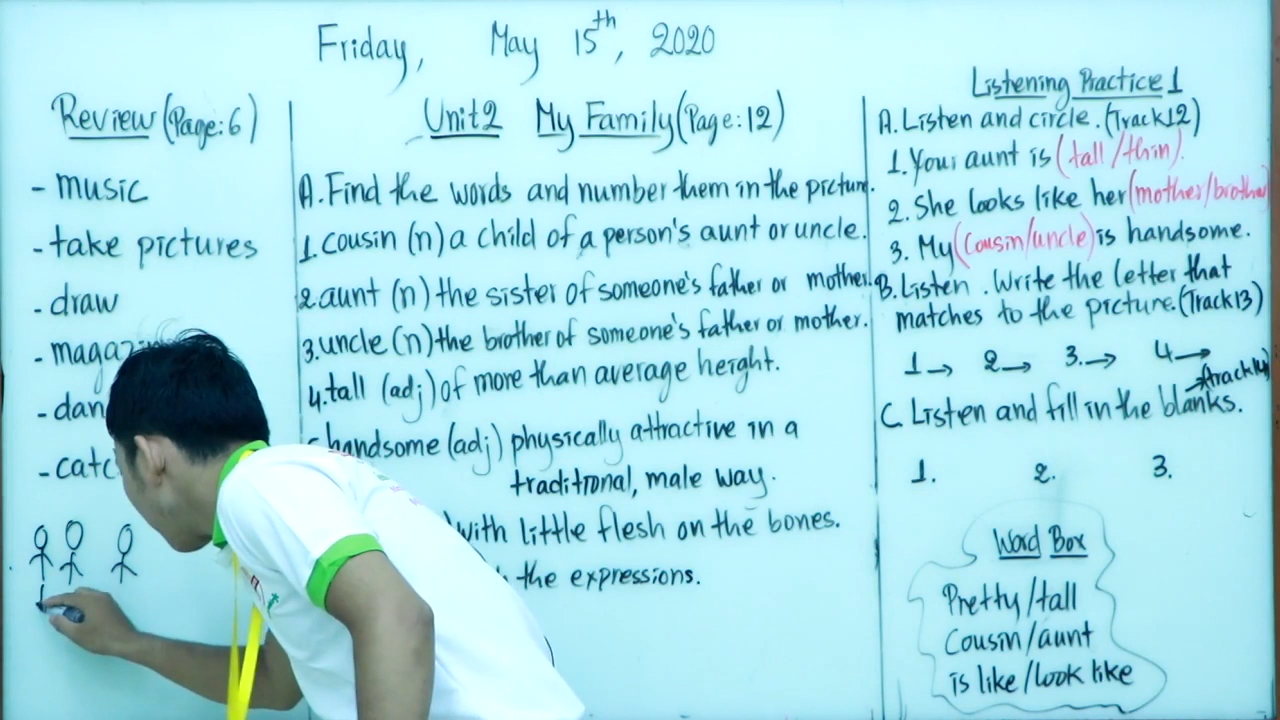 Friday, May 15th, 2020
Review (Page:6)
- music
- take pictures
- draw
- magazin
- dan
- catc
Unit2 My Family (Page:12)
A. Find the words and number them in the picture.
1. cousin (n) a child of a person's aunt or uncle.
2. aunt (n) the sister of someone's father or mother.
3. uncle (n) the brother of someone's father or mother.
4. tall (adj) of more than average height.
handsome (adj) physically attractive in a
traditional, male way.
with little flesh on the bones.
the expressions.
Listening Practice 1
A. Listen and circle. (Track12)
1. Your aunt is (tall/thin).
2. She looks like her (mother/brother
3. My (Cousin/uncle) is handsome.
B. Listen. Write the letter that
matches to the picture. (Track13)
1 → 2 → 3. → 4 →
(track14)
C. Listen and fill in the blanks.
1. 2. 3.
Word Box
Pretty/tall
Cousin/aunt
is like/look like